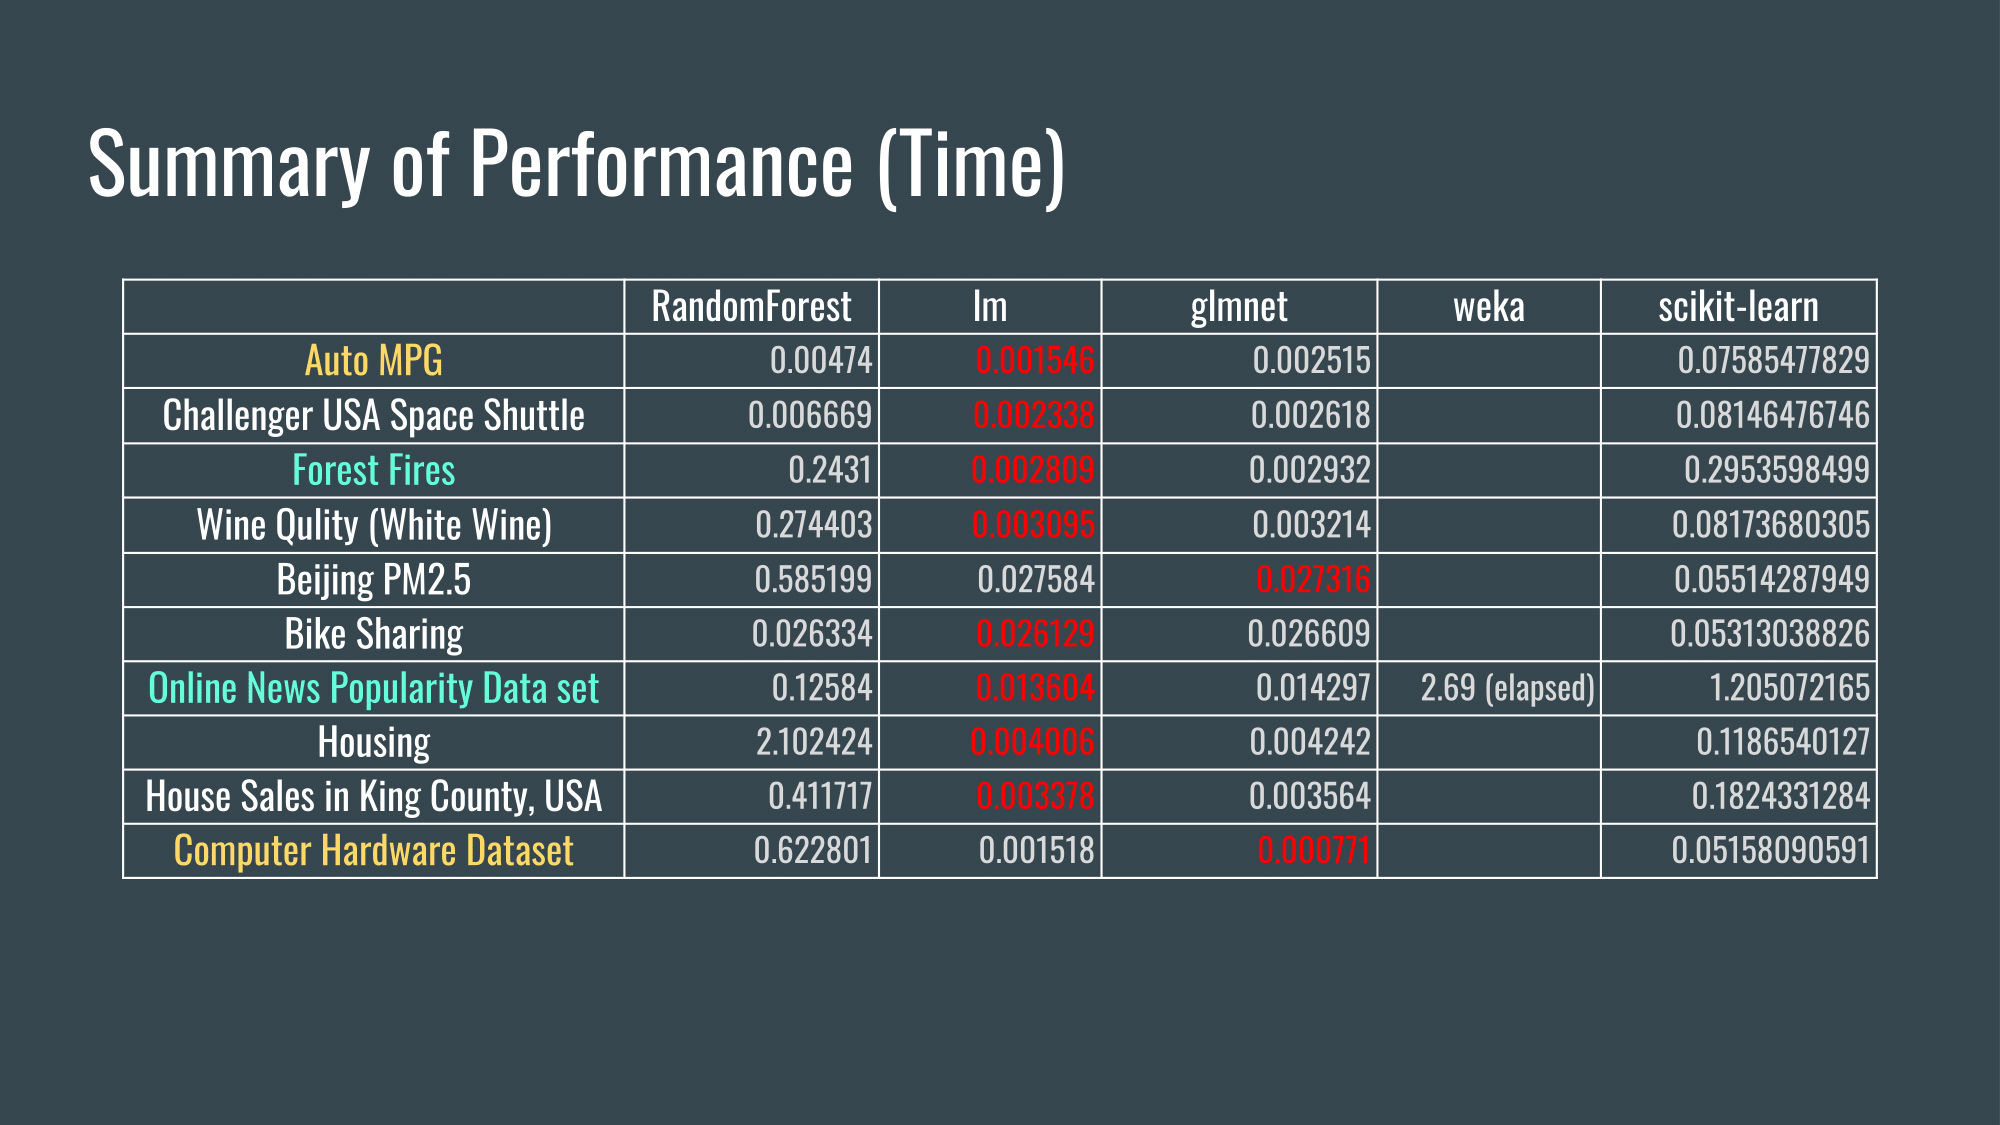 Summary of Performance (Time)
RandomForest lm glmnet weka scikit-learn
Auto MPG 0.00474 0.001546 0.002515 0.07585477829
Challenger USA Space Shuttle 0.006669 0.002338 0.002618 0.08146476746
Forest Fires 0.2431 0.002809 0.002932 0.2953598499
Wine Qulity (White Wine) 0.274403 0.003095 0.003214 0.08173680305
Beijing PM2.5 0.585199 0.027584 0.027316 0.05514287949
Bike Sharing 0.026334 0.026129 0.026609 0.05313038826
Online News Popularity Data set 0.12584 0.013604 0.014297 2.69 (elapsed) 1.205072165
Housing 2.102424 0.004006 0.004242 0.1186540127
House Sales in King County, USA 0.411717 0.003378 0.003564 0.1824331284
Computer Hardware Dataset 0.622801 0.001518 0.000771 0.05158090591